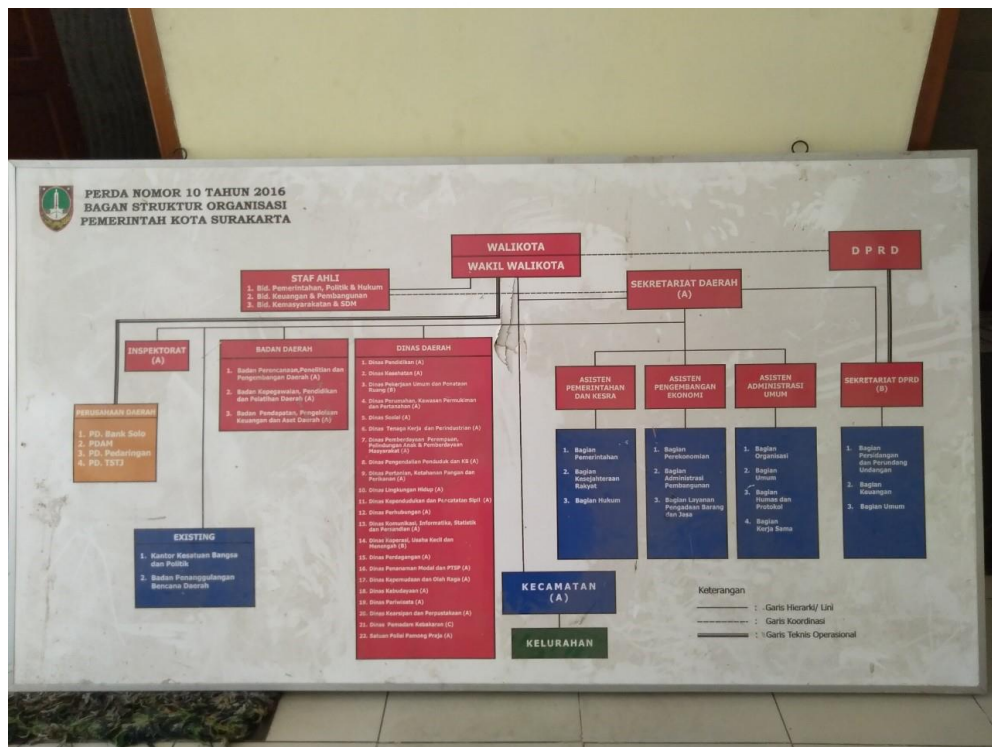 PERDA NOMOR 10 TAHUN 2016
BAGAN STRUKTUR ORGANISASI
PEMERINTAH KOTA SURAKARTA
WALIKOTA
WAKIL WALIKOTA
D P R D
STAF AHLI
1. Bid. Pemerintahan, Politik & Hukum
2. Bid. Keuangan & Pembangunan
3. Bid. Kemasyarakatan & SDM
SEKRETARIAT DAERAH
(A)
INSPEKTORAT
(A)
BADAN DAERAH
1. Badan Perencanaan,Penelitian dan
Pengembangan Daerah (A)
2. Badan Kepegawaian, Pendidikan
dan Pelatihan Daerah (A)
3. Badan Pendapatan, Pengelolaan
Keuangan dan Aset Daerah (A)
DINAS DAERAH
1. Dinas Pendidikan (A)
2. Dinas Kesehatan (A)
3. Dinas Pekerjaan Umum dan Penataan
Ruang (B)
4. Dinas Perumahan, Kawasan Permukiman
dan Pertanahan (A)
5. Dinas Sosial (A)
6. Dinas Tenaga Kerja dan Perindustrian (A)
7. Dinas Pemberdayaan Perempuan,
Pelindungan Anak & Pemberdayaan
Masyarakat (A)
8. Dinas Pengendalian Penduduk dan KB (A)
9. Dinas Pertanian, Ketahanan Pangan dan
Perikanan (A)
10. Dinas Lingkungan Hidup (A)
11. Dinas Kependudukan dan Pencatatan Sipil (A)
12. Dinas Perhubungan (A)
13. Dinas Komunikasi, Informatika, Statistik
dan Persandian (A)
14. Dinas Koperasi, Usaha Kecil dan
Menengah (B)
15. Dinas Perdagangan (A)
16. Dinas Penanaman Modal dan PTSP (A)
17. Dinas Kepemudaan dan Olah Raga (A)
18. Dinas Kebudayaan (A)
19. Dinas Pariwisata (A)
20. Dinas Kearsipan dan Perpustakaan (A)
21. Dinas Pemadam Kebakaran (C)
22. Satuan Polisi Pamong Praja (A)
ASISTEN
PEMERINTAHAN
DAN KESRA
ASISTEN
PENGEMBANGAN
EKONOMI
ASISTEN
ADMINISTRASI
UMUM
SEKRETARIAT DPRD
(B)
PERUSAHAAN DAERAH
1. PD. Bank Solo
2. PDAM
3. PD. Pedaringan
4. PD. TSTJ
1. Bagian
Pemerintahan
2. Bagian
Kesejahteraan
Rakyat
3. Bagian Hukum
1. Bagian
Perekonomian
2. Bagian
Administrasi
Pembangunan
3. Bagian Layanan
Pengadaan Barang
dan Jasa
1. Bagian
Organisasi
2. Bagian
Umum
3. Bagian
Humas dan
Protokol
4. Bagian
Kerja Sama
1. Bagian
Persidangan
dan Perundang
Undangan
2. Bagian
Keuangan
3. Bagian Umum
EXISTING
1. Kantor Kesatuan Bangsa
dan Politik
2. Badan Penanggulangan
Bencana Daerah
KECAMATAN
(A)
KELURAHAN
Keterangan
: Garis Hierarki/ Lini
: Garis Koordinasi
: Garis Teknis Operasional